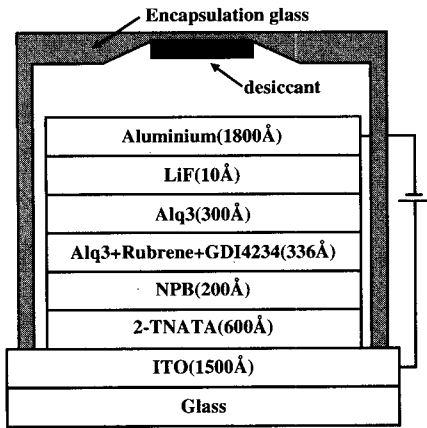 Encapsulation glass
desiccant
Aluminium(1800Å)
LiF(10Å)
Alq3(300Å)
Alq3+Rubrene+GDI4234(336Å)
NPB(200Å)
2-TNATA(600Å)
ITO(1500Å)
Glass